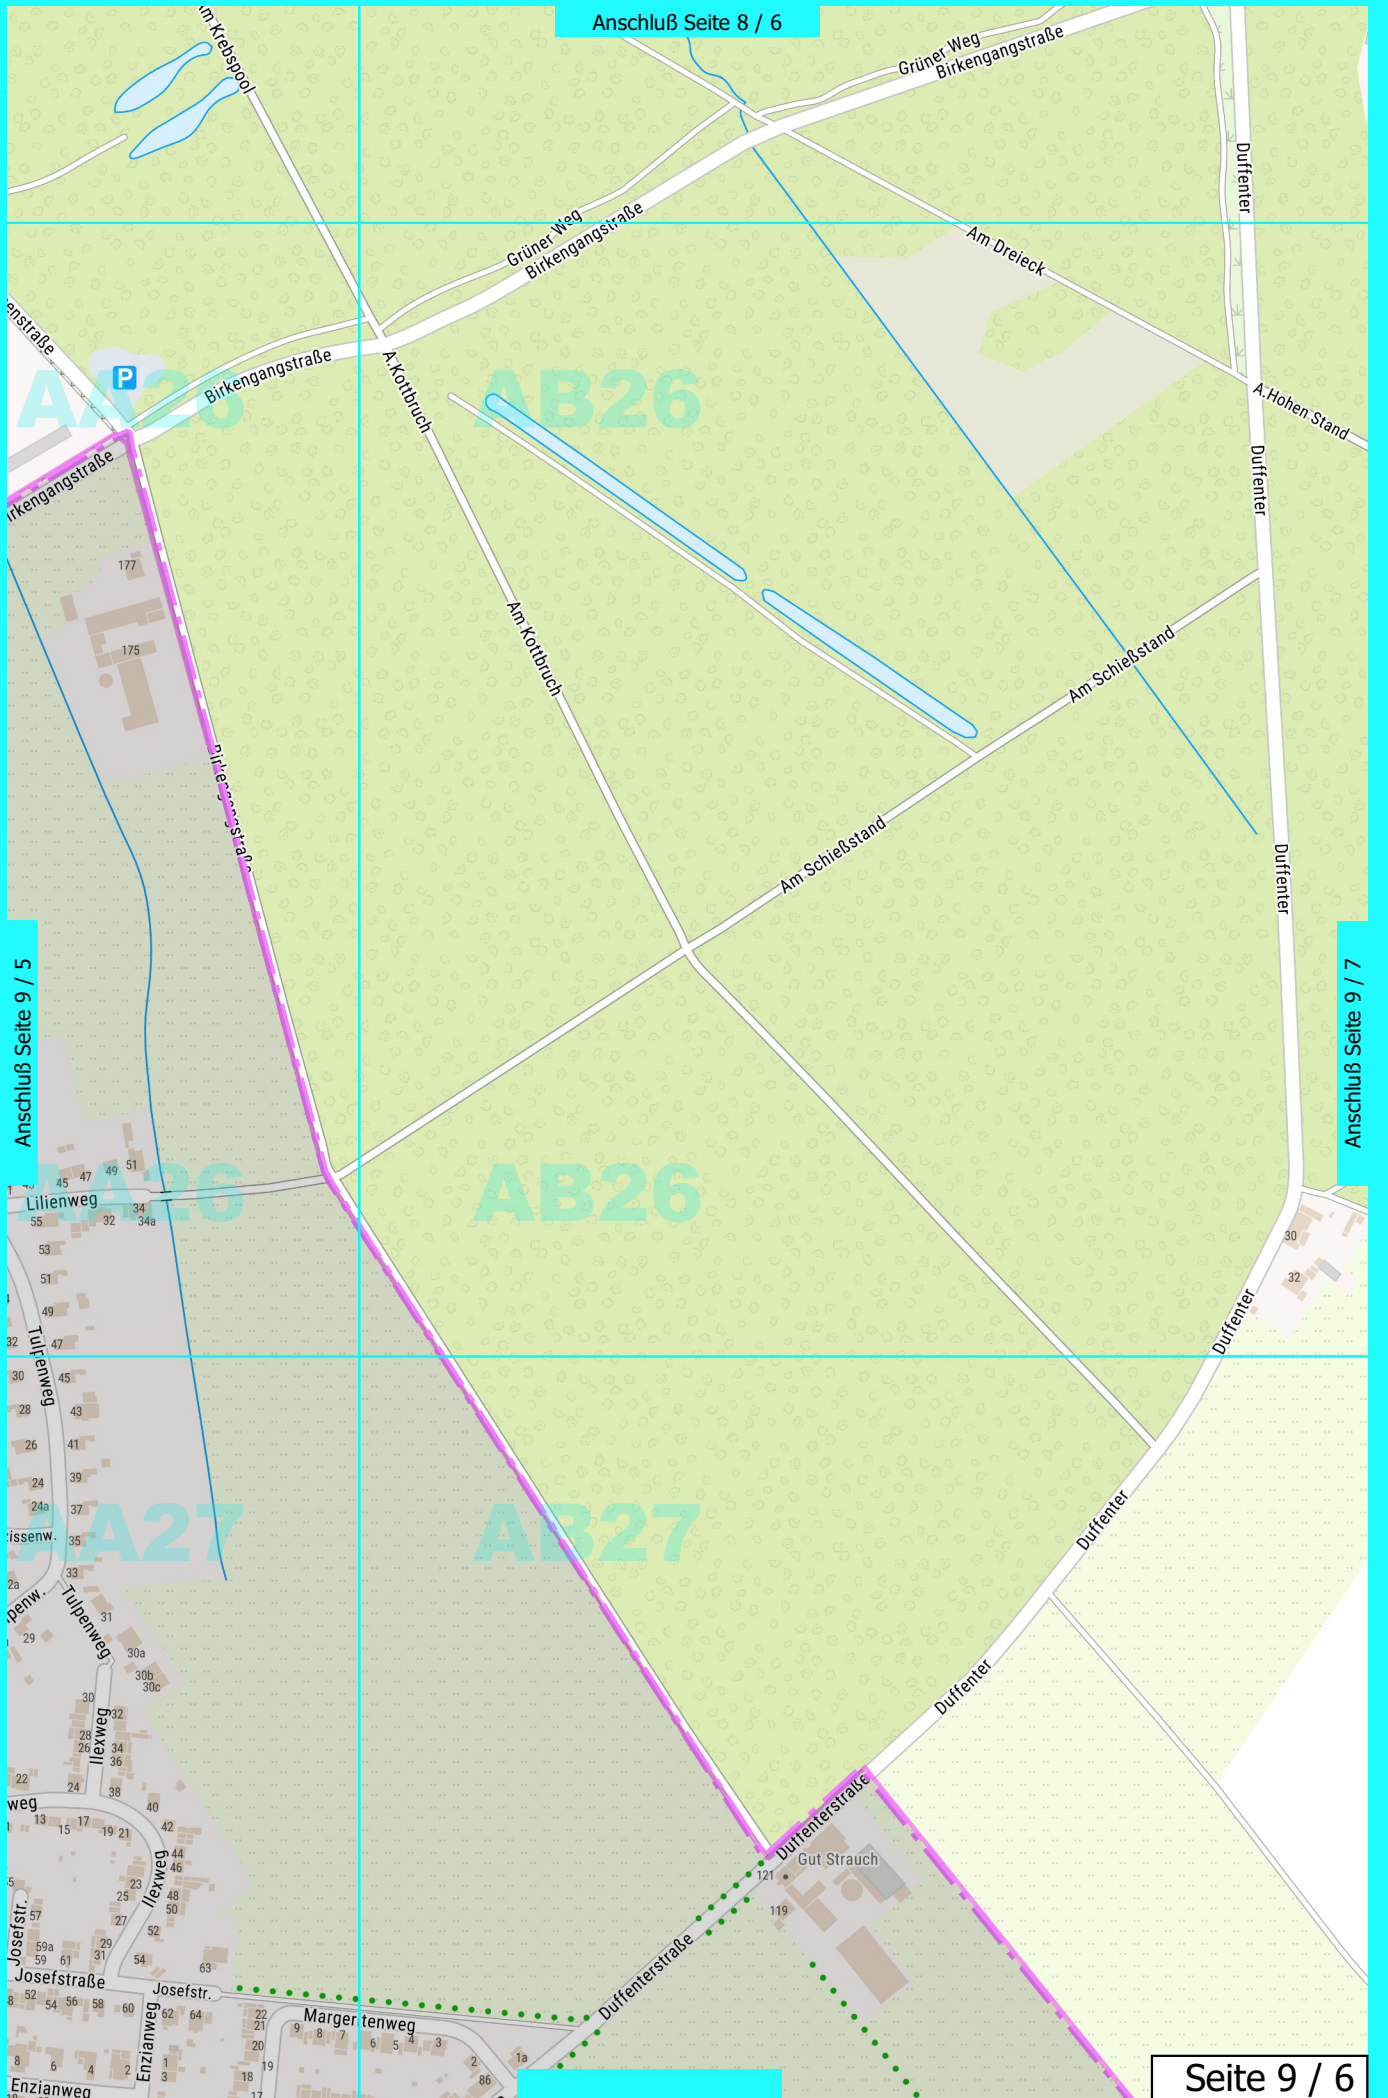 Anschluß Seite 8 / 6
Am-Krebspool
Grüner Weg
Birkengangstraße
Duffenter
Grüner Weg
Birkengangstraße
Am-Dreieck
enstraße
P
Birkengangstraße
A.Kottbruch
AA26
AB26
A.Hohen-Stand
irkengangstraße
Duffenter
177
175
Am-Kottbruch
Am-Schießstand
Birkengangstraße
Am-Schießstand
Duffenter
Anschluß Seite 9 / 5
Anschluß Seite 9 / 7
45
47
49
51
AA26
AB26
Lilienweg
34
34a
32
55
53
51
49
47
30
32
Duffenter
32
Tulpenweg
30
45
28
43
26
41
24
39
24a
37
AA27
AB27
issenw.
35
33
2a
penw.
Tulpenweg
31
29
30a
30b
30c
Duffenter
Duffenter
30
32
Ilexweg
28
26
34
36
22
24
38
weg
13
15
17
19
21
40
42
44
46
Ilexweg
23
25
48
50
27
52
Duffenterstraße
Gut Strauch
121
119
57
Josefstr.
59a
59
61
29
31
54
63
Josefstraße
Josefstr.
Duffenterstraße
8
52
54
56
58
60
62
64
22
21
Margeritenweg
9
8
7
6
5
4
3
2
1a
86
20
19
18
17
Enzianweg
8
6
4
2
1
3
Enzianweg
Seite 9 / 6